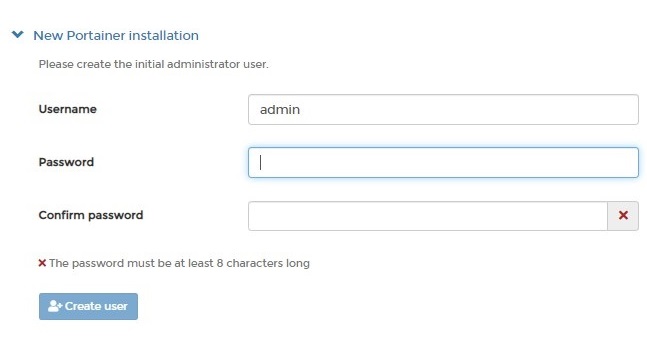 New Portainer installation
Please create the initial administrator user.
Username
admin
Password
Confirm password
The password must be at least 8 characters long
Create user